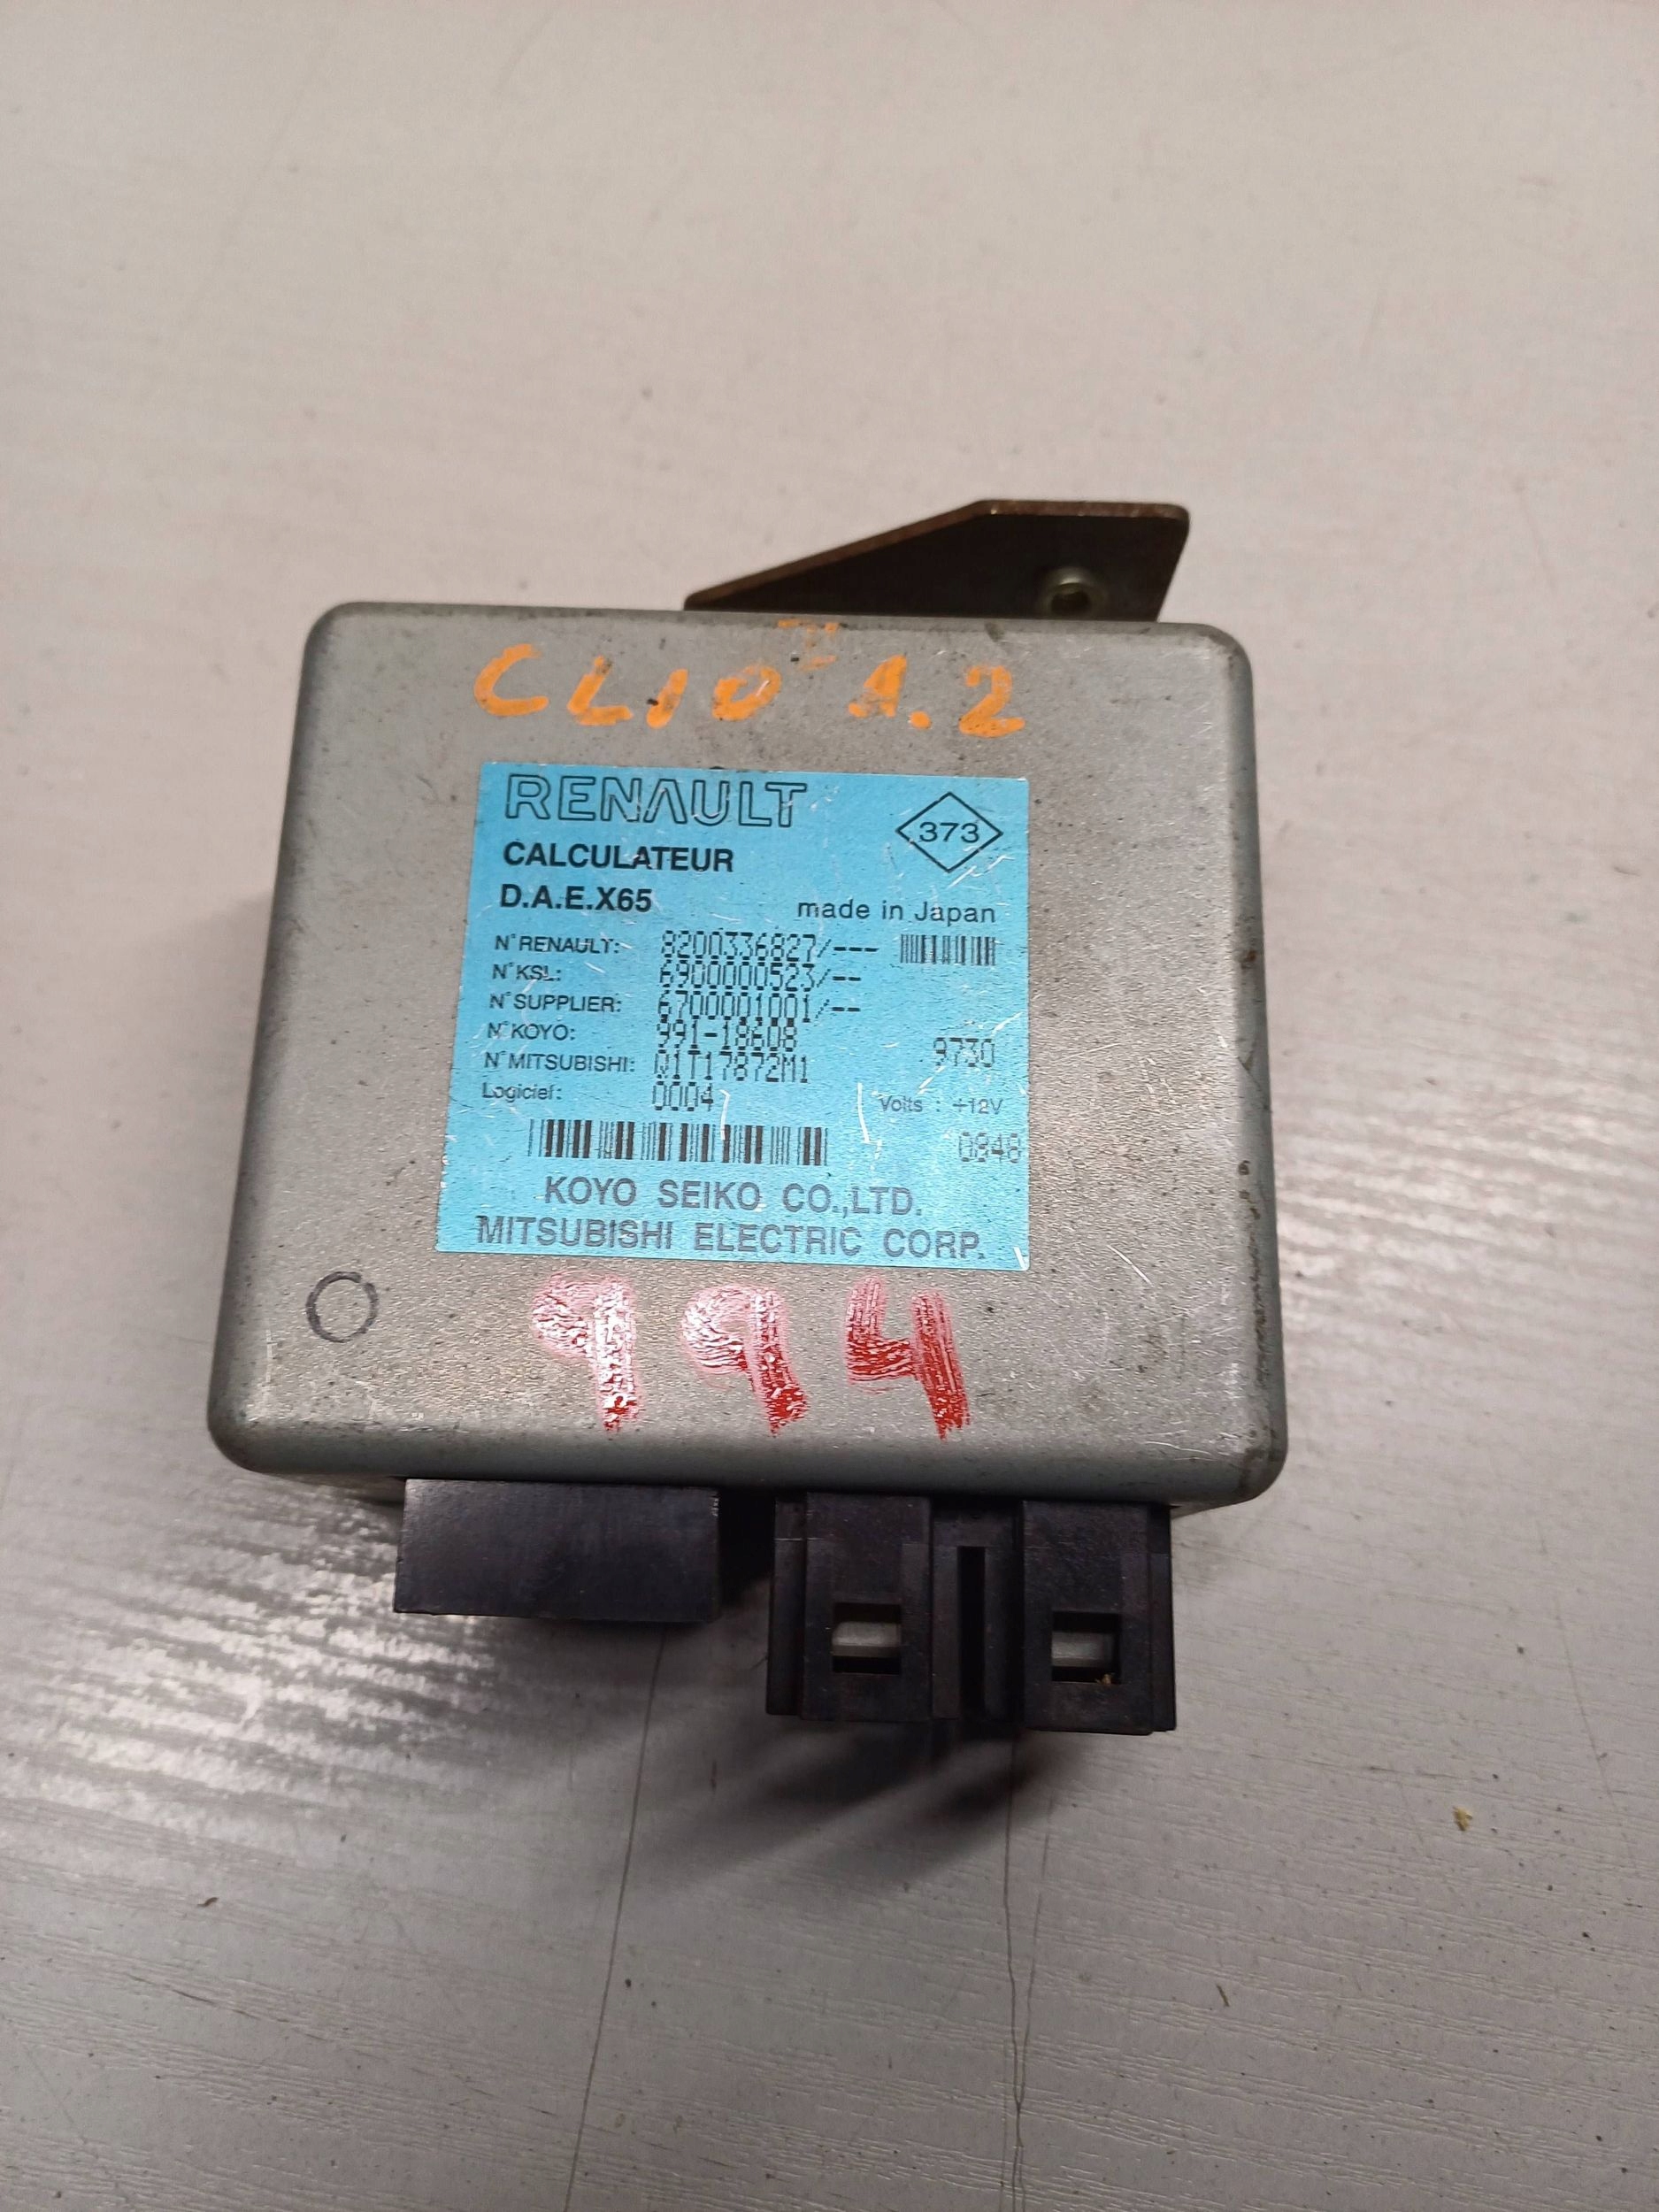 CLIO 1.2
RENAULT
373
CALCULATEUR
D.A.E.X65
made in Japan
N°RENAULT: 8200336827/---
N°KSL: 6900000523/--
N°SUPPLIER: 6700001001/--
N°KOYO: 991-18608
9730
N°MITSUBISHI: Q1T17872M1
Logiciel: 0004
Volts : +12V
0848
KOYO SEIKO CO.,LTD.
MITSUBISHI ELECTRIC CORP.
994